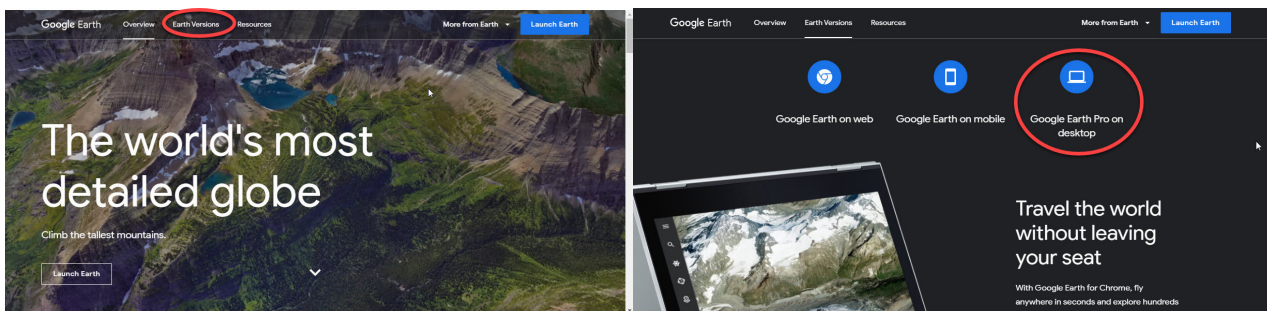 Google Earth Overview Earth Versions Resources More from Earth Launch Earth
The world's most
detailed globe
Climb the tallest mountains.
Launch Earth
Google Earth Overview Earth Versions Resources More from Earth Launch Earth
Google Earth on web Google Earth on mobile Google Earth Pro on
desktop
Travel the world
without leaving
your seat
With Google Earth for Chrome, fly
anywhere in seconds and explore hundreds